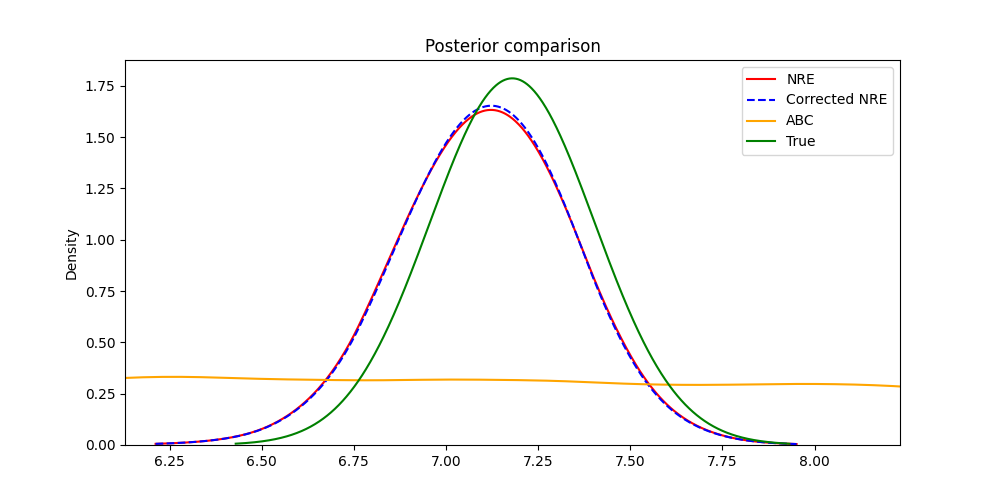 Posterior comparison
NRE
Corrected NRE
ABC
True
Density
1.75
1.50
1.25
1.00
0.75
0.50
0.25
0.00
6.25 6.50 6.75 7.00 7.25 7.50 7.75 8.00